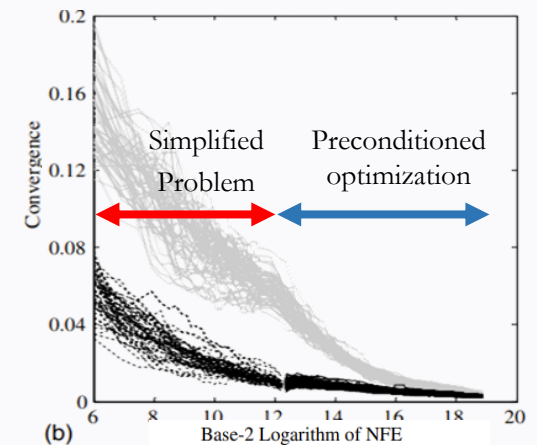 0.2
0.16
0.12
0.08
0.04
0
Convergence
Simplified
Problem
Preconditioned
optimization
6 8 10 12 14 16 18 20
(b) Base-2 Logarithm of NFE